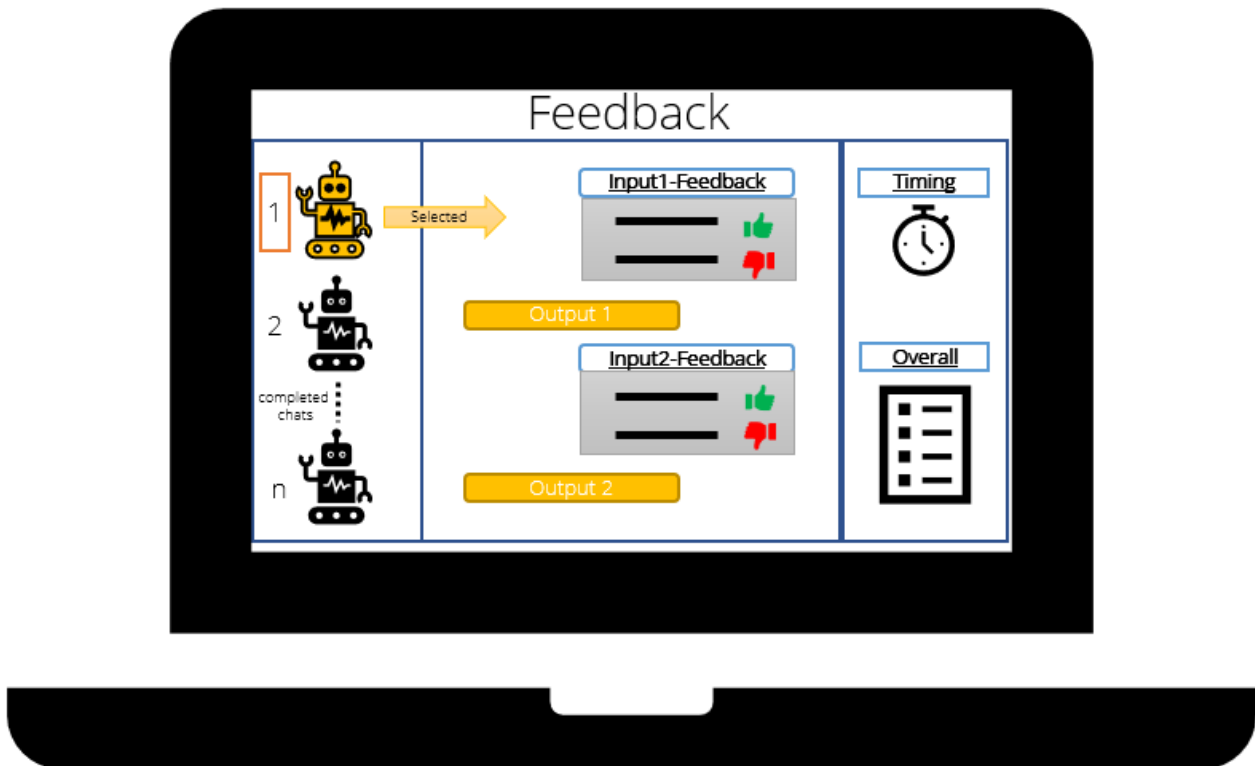 Feedback
1
Selected
2
completed
chats
n
Input1-Feedback
Output 1
Input2-Feedback
Output 2
Timing
Overall